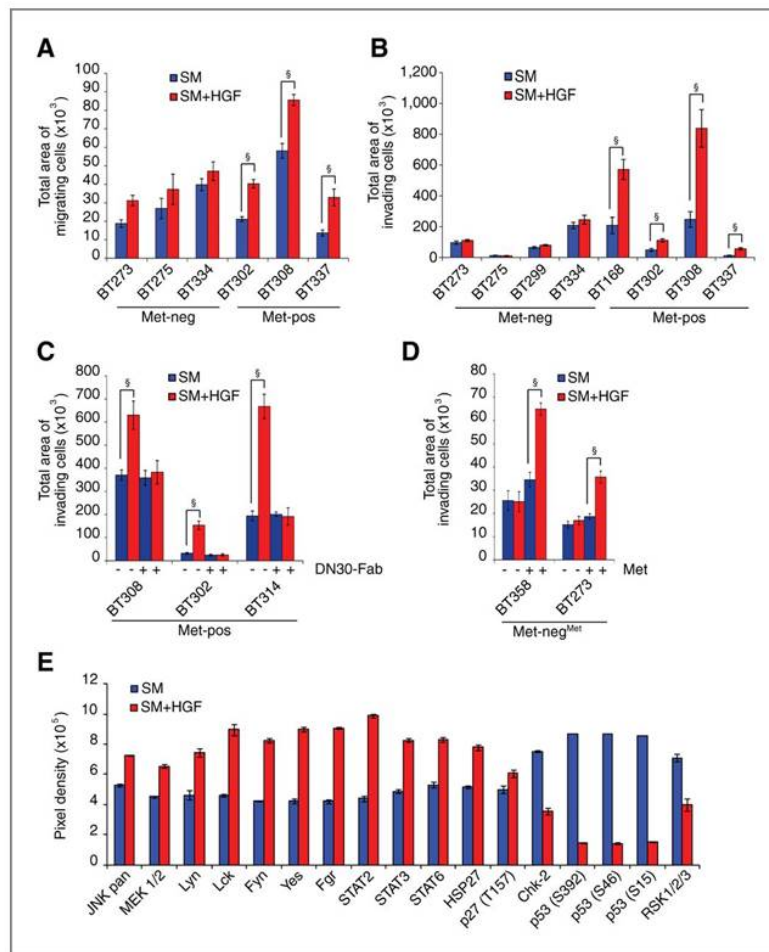 A
SM
SM+HGF
Total area of
migrating cells (x10³)
100
90
80
70
60
50
40
30
20
10
0
§
§
§
BT273
BT275
BT334
BT302
BT308
BT337
Met-neg
Met-pos
B
SM
SM+HGF
Total area of
invading cells (x10³)
1,200
1,000
800
600
400
200
0
§
§
§
§
BT273
BT275
BT299
BT334
BT168
BT302
BT308
BT337
Met-neg
Met-pos
C
SM
SM+HGF
Total area of
invading cells (x10³)
800
700
600
500
400
300
200
100
0
§
§
§
- - + + - - + + - - + + DN30-Fab
BT308
BT302
BT314
Met-pos
D
SM
SM+HGF
Total area of
invading cells (x10³)
80
70
60
50
40
30
20
10
0
§
§
- - + + - - + + Met
BT358
BT273
Met-neg^Met
E
SM
SM+HGF
Pixel density (x10⁵)
12
10
8
6
4
2
0
JNK pan
MEK 1/2
Lyn
Lck
Fyn
Yes
Fgr
STAT2
STAT3
STAT6
HSP27
p27 (T157)
Chk-2
p53 (S392)
p53 (S46)
p53 (S15)
RSK1/2/3